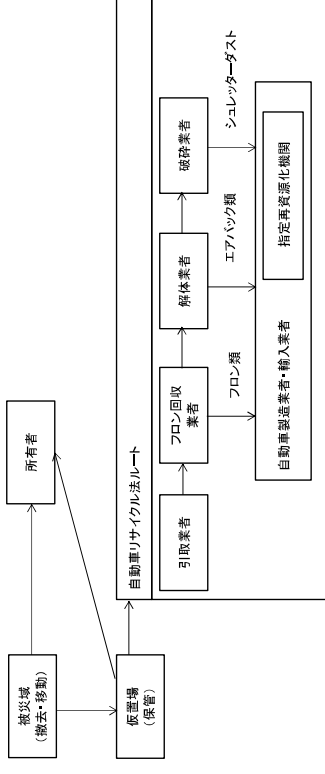 被災域
(撤去・移動)
所有者
仮置場
(保管)
自動車リサイクル法ルート
引取業者
フロン回収
業者
解体業者
破砕業者
フロン類
エアバック類
シュレッターダスト
自動車製造業者・輸入業者
指定再資源化機関